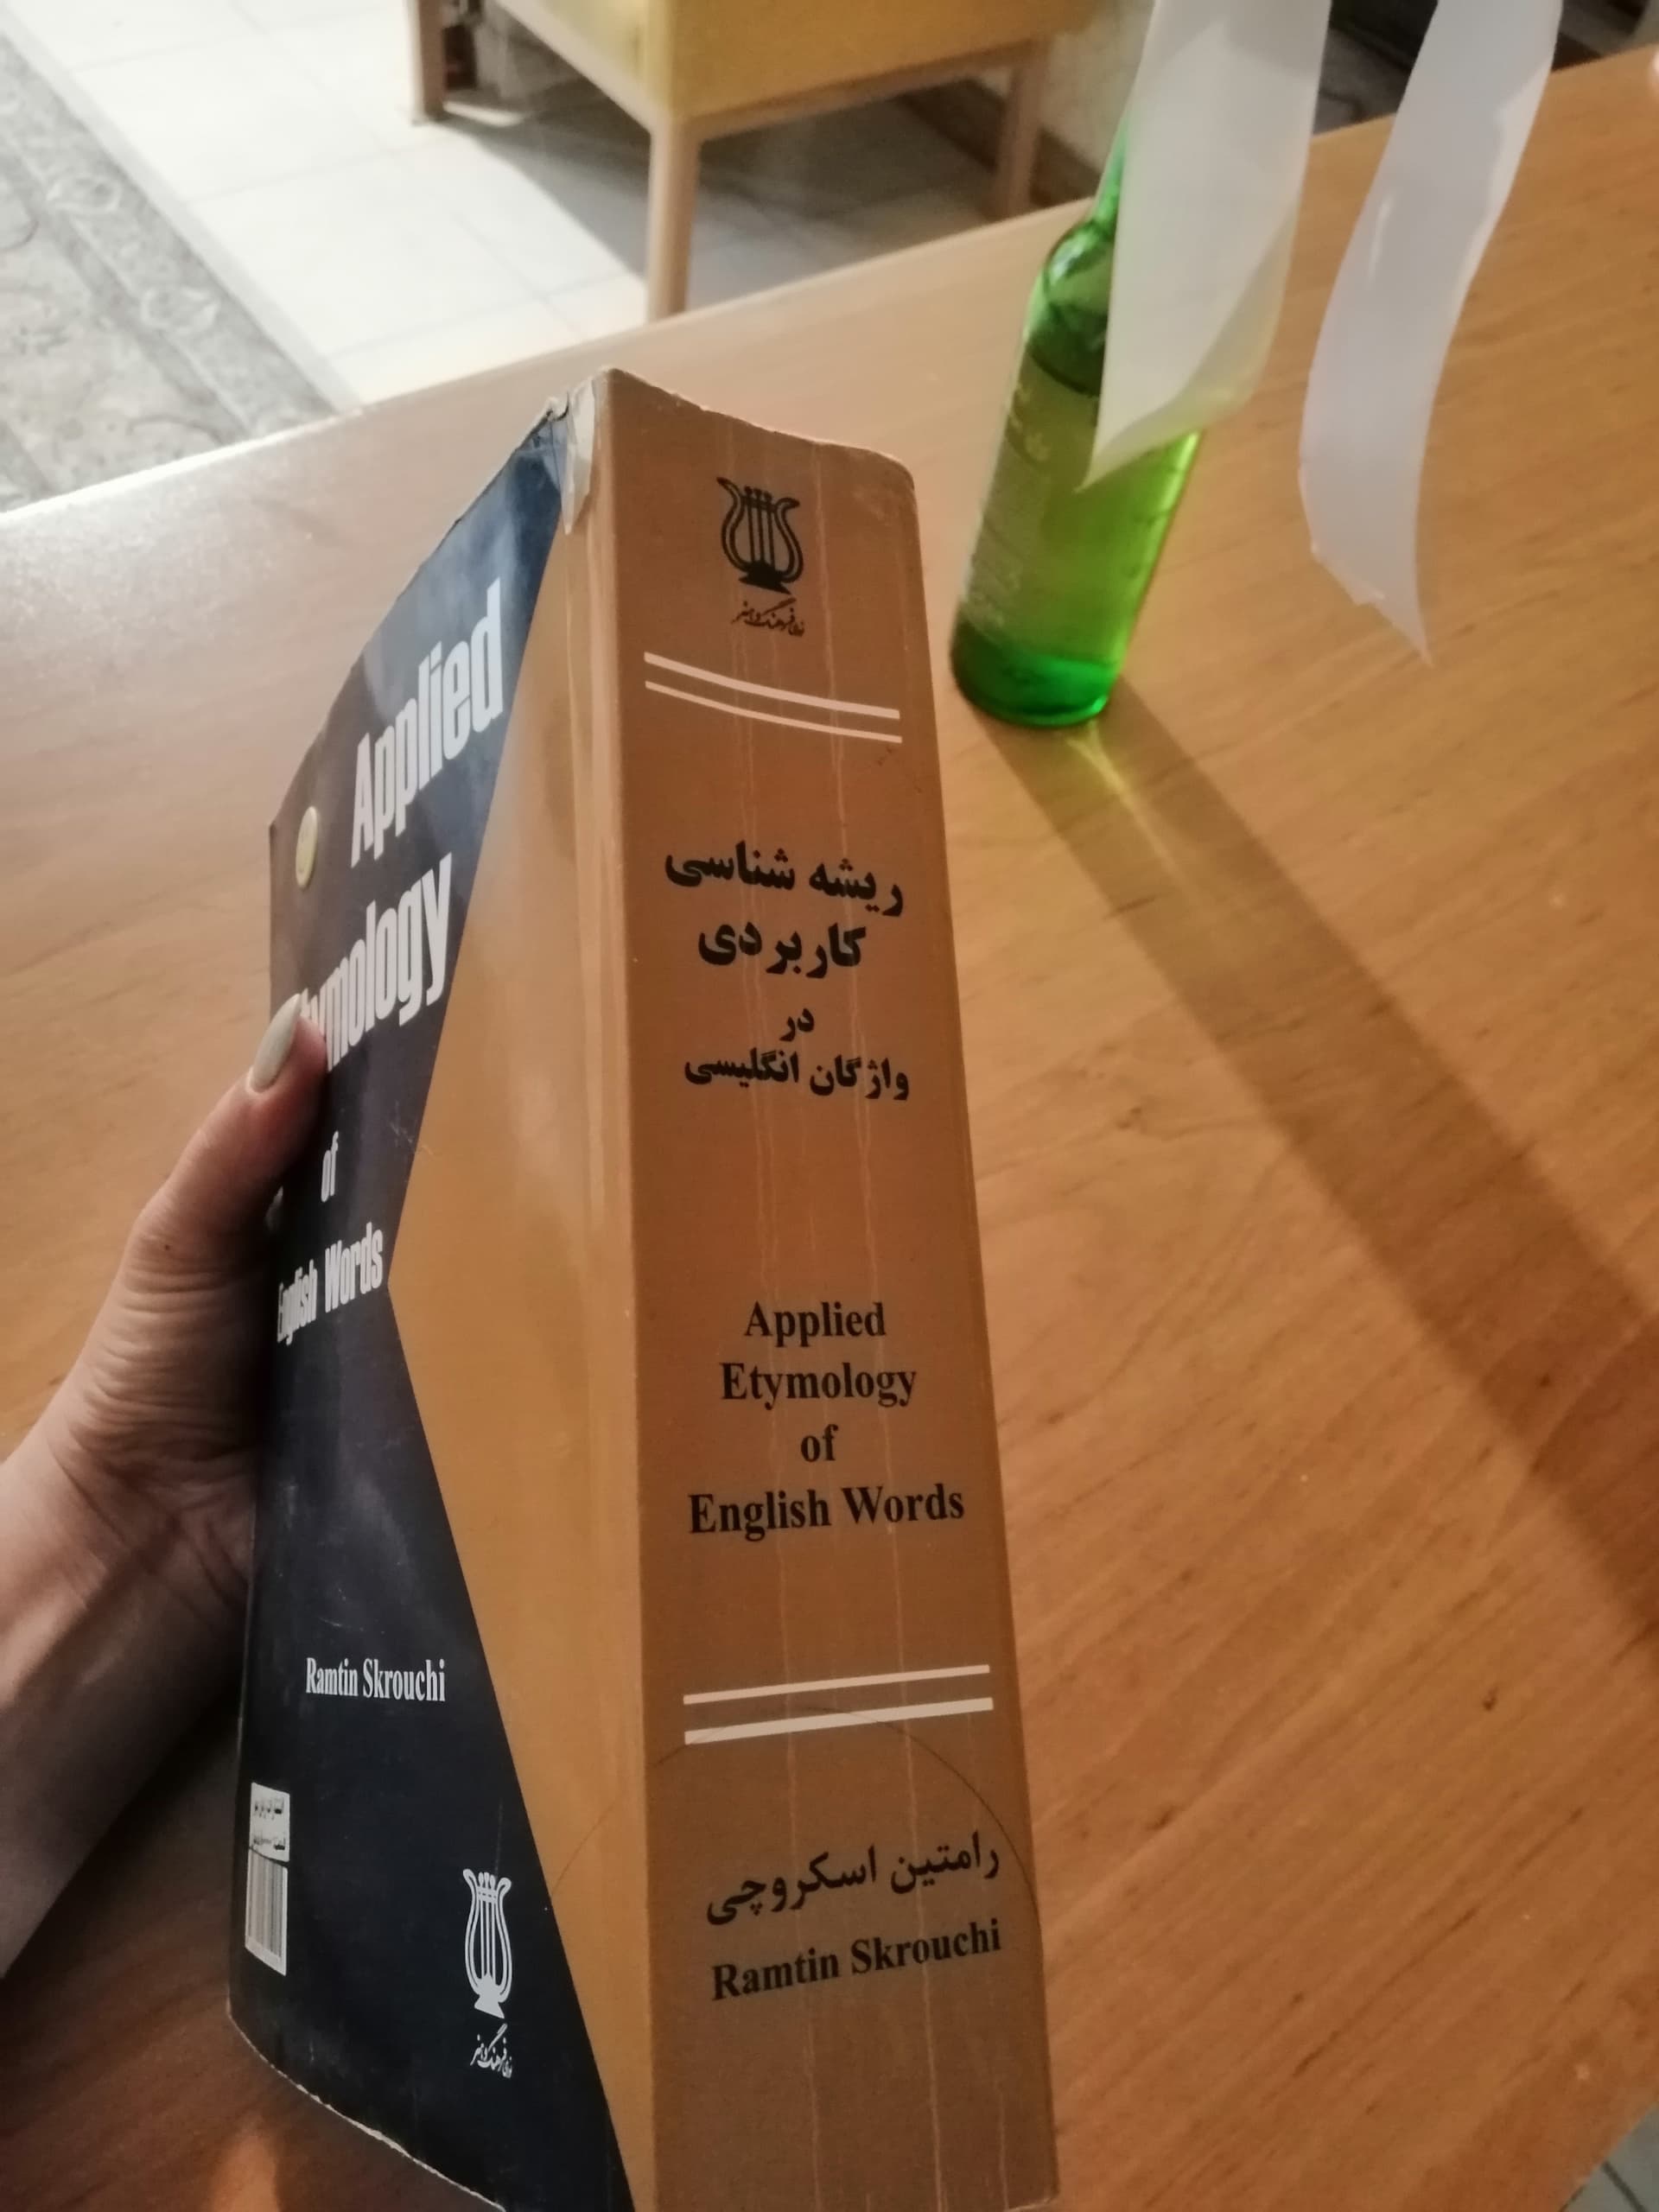 Applied
ymology
of
English Words
Ramtin Skrouchi
ریشه شناسی
کاربردی
در
واژگان انگلیسی
Applied
Etymology
of
English Words
رامتین اسکروچی
Ramtin Skrouchi